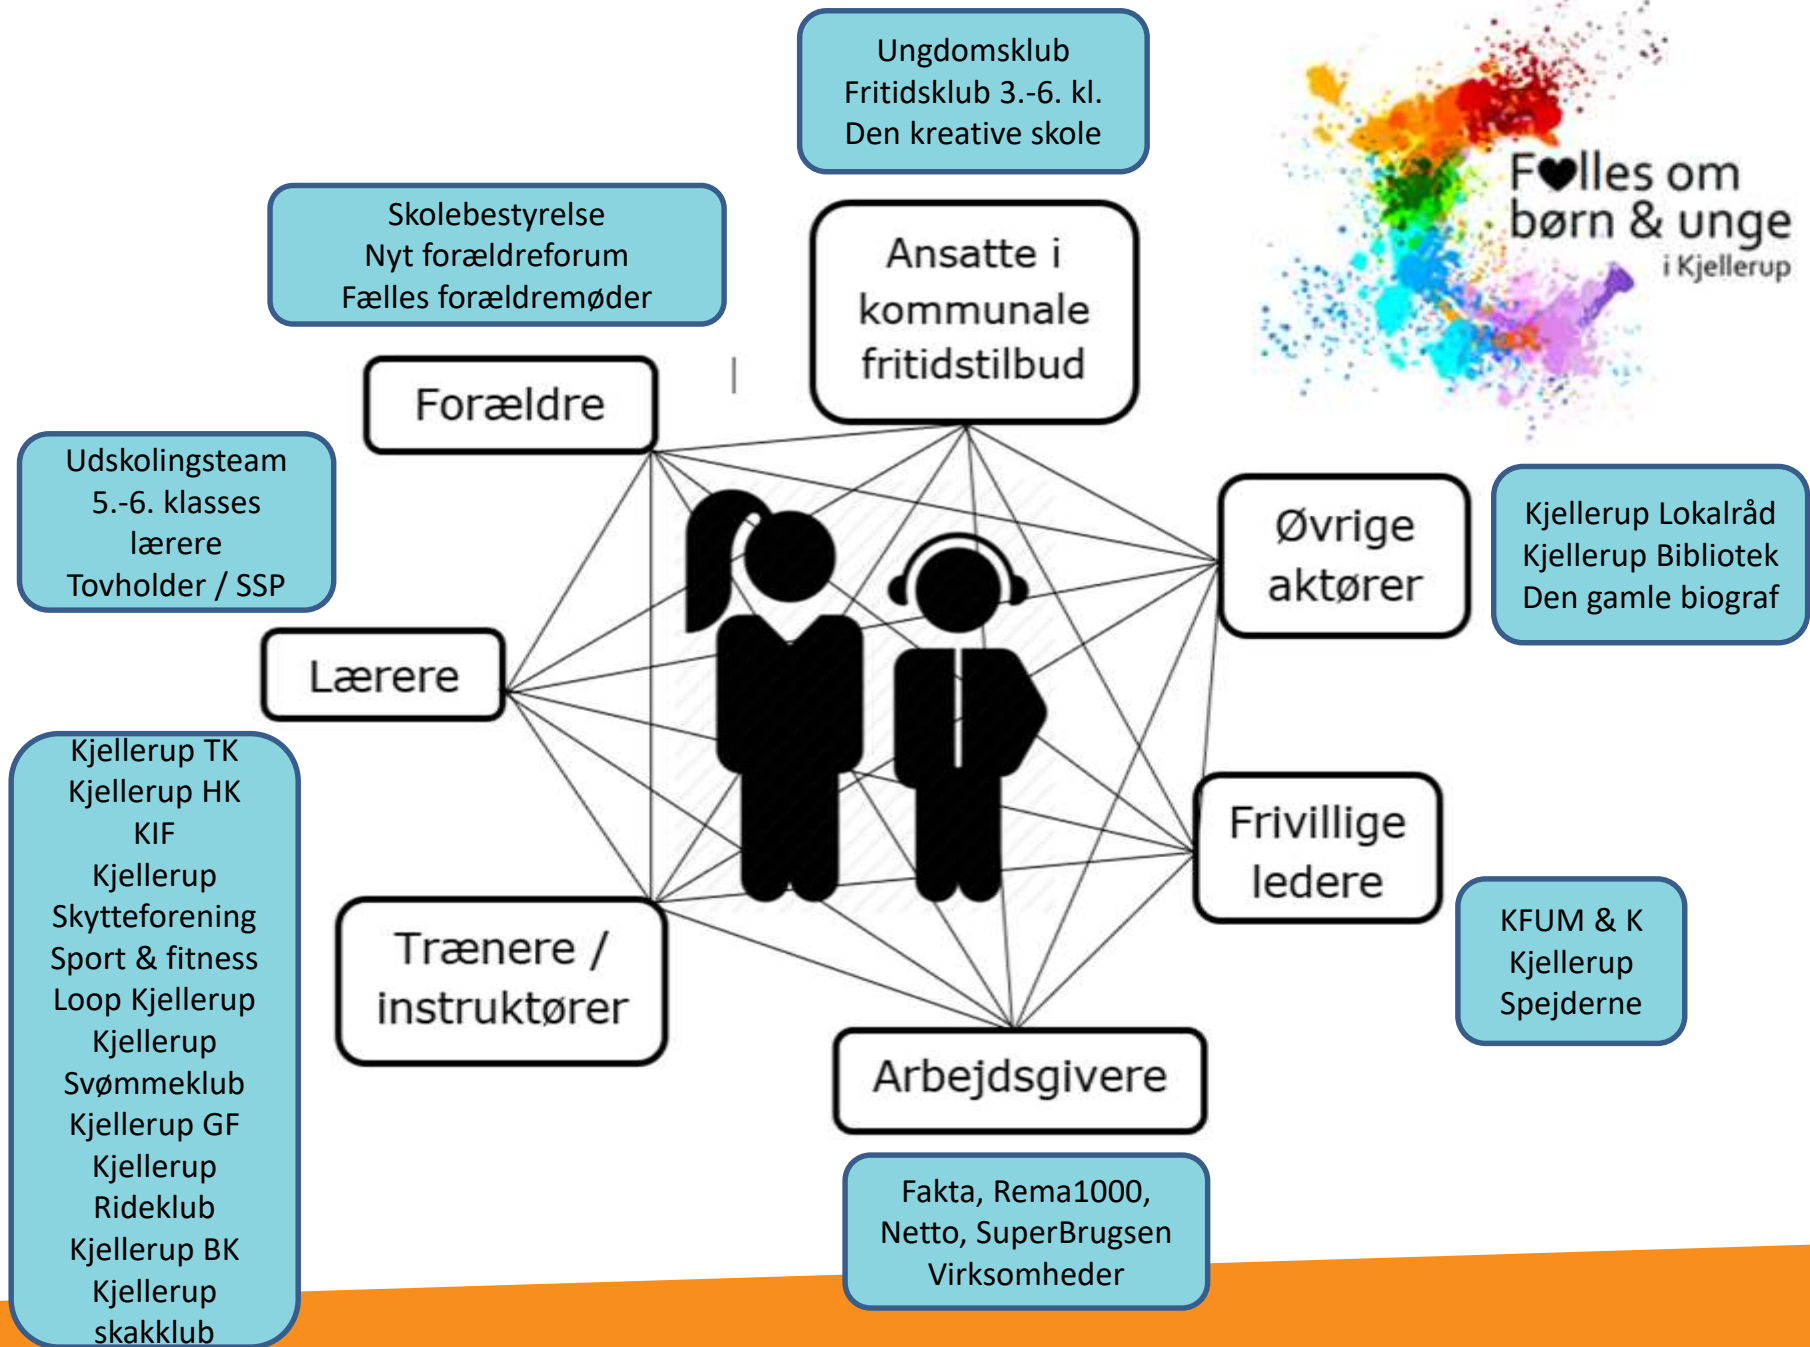 Ungdomsklub
Fritidsklub 3.-6. kl.
Den kreative skole
F♥lles om
børn & unge
i Kjellerup
Skolebestyrelse
Nyt forældreforum
Fælles forældremøder
Ansatte i
kommunale
fritidstilbud
Forældre
Udskolingsteam
5.-6. klasses
lærere
Tovholder / SSP
Øvrige
aktører
Kjellerup Lokalråd
Kjellerup Bibliotek
Den gamle biograf
Lærere
Kjellerup TK
Kjellerup HK
KIF
Kjellerup
Skytteforening
Sport & fitness
Loop Kjellerup
Kjellerup
Svømmeklub
Kjellerup GF
Kjellerup
Rideklub
Kjellerup BK
Kjellerup
skakklub
Trænere /
instruktører
Frivillige
ledere
KFUM & K
Kjellerup
Spejderne
Arbejdsgivere
Fakta, Rema1000,
Netto, SuperBrugsen
Virksomheder